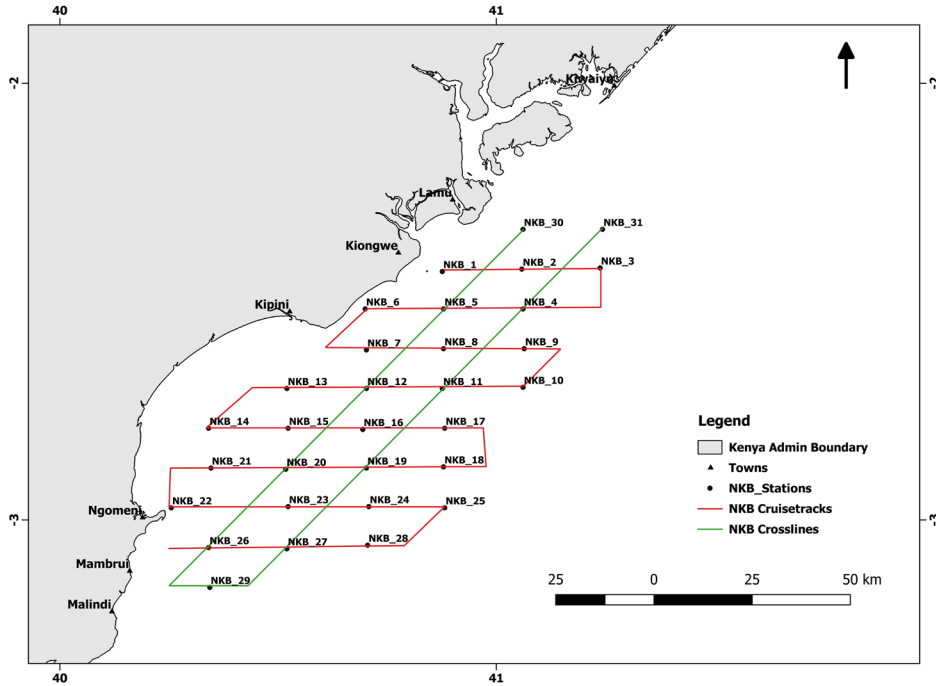 40
41
-2
-2
Kiwaiyu
Lamu
NKB_30
NKB_31
Kiongwe
NKB_1
NKB_2
NKB_3
Kipini
NKB_6
NKB_5
NKB_4
NKB_7
NKB_8
NKB_9
NKB_13
NKB_12
NKB_11
NKB_10
NKB_14
NKB_15
NKB_16
NKB_17
Legend
Kenya Admin Boundary
Towns
NKB_Stations
NKB Cruisetracks
NKB Crosslines
NKB_21
NKB_20
NKB_19
NKB_18
Ngomeni
NKB_22
NKB_23
NKB_24
NKB_25
-3
-3
NKB_26
NKB_27
NKB_28
Mambrui
NKB_29
Malindi
25 0 25 50 km
40
41